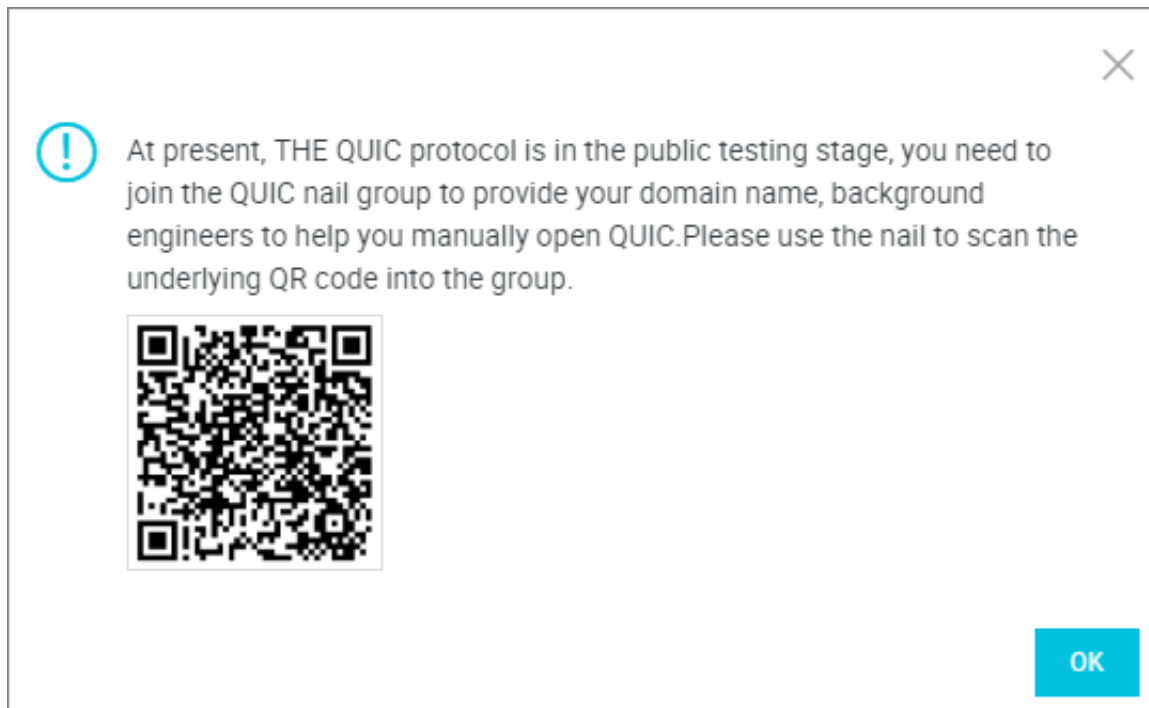 At present, THE QUIC protocol is in the public testing stage, you need to
join the QUIC nail group to provide your domain name, background
engineers to help you manually open QUIC.Please use the nail to scan the
underlying QR code into the group.
OK